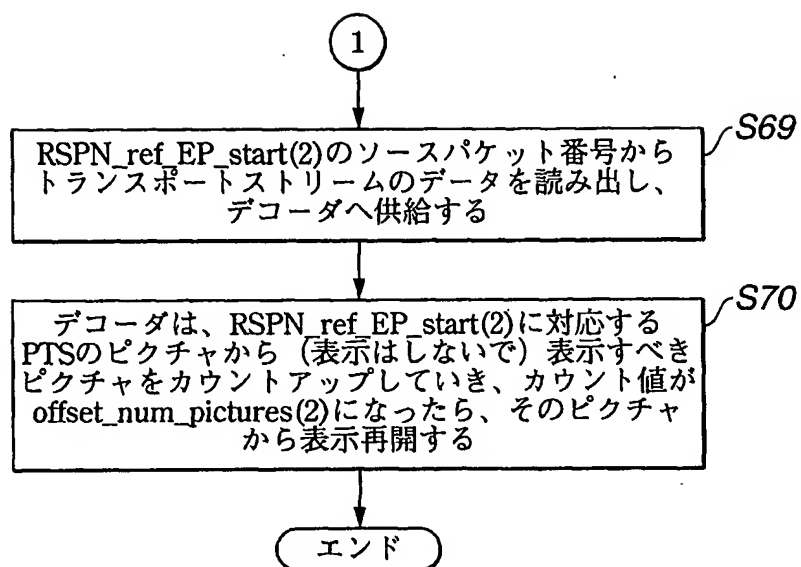 1
S69
RSPN_ref_EP_start(2)のソースパケット番号から
トランスポートストリームのデータを読み出し、
デコーダへ供給する
S70
デコーダは、RSPN_ref_EP_start(2)に対応する
PTSのピクチャから（表示はしないで）表示すべき
ピクチャをカウントアップしていき、カウント値が
offset_num_pictures(2)になったら、そのピクチャ
から表示再開する
エンド